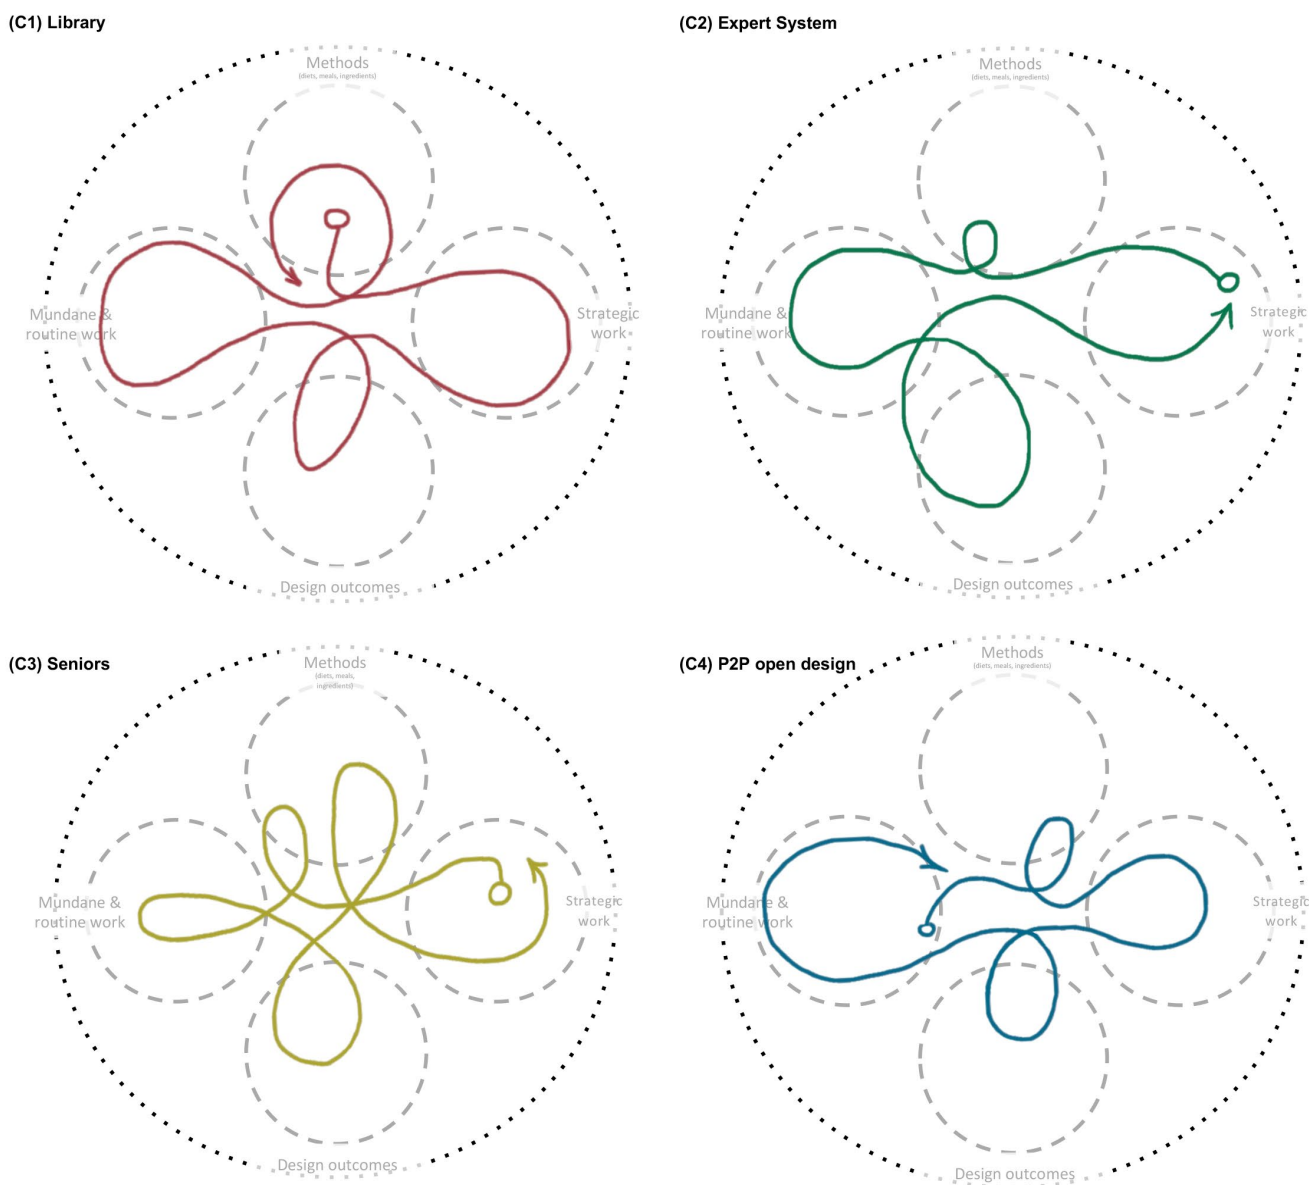 (C1) Library
Methods
(diets, meals, ingredients)
Mundane &
routine work
Strategic
work
Design outcomes
(C2) Expert System
Methods
(diets, meals, ingredients)
Mundane &
routine work
Strategic
work
Design outcomes
(C3) Seniors
Methods
(diets, meals,
ingredients)
Mundane &
routine work
Strategic
work
Design outcomes
(C4) P2P open design
Methods
(diets, meals, ingredients)
Mundane &
routine work
Strategic
work
Design outcomes